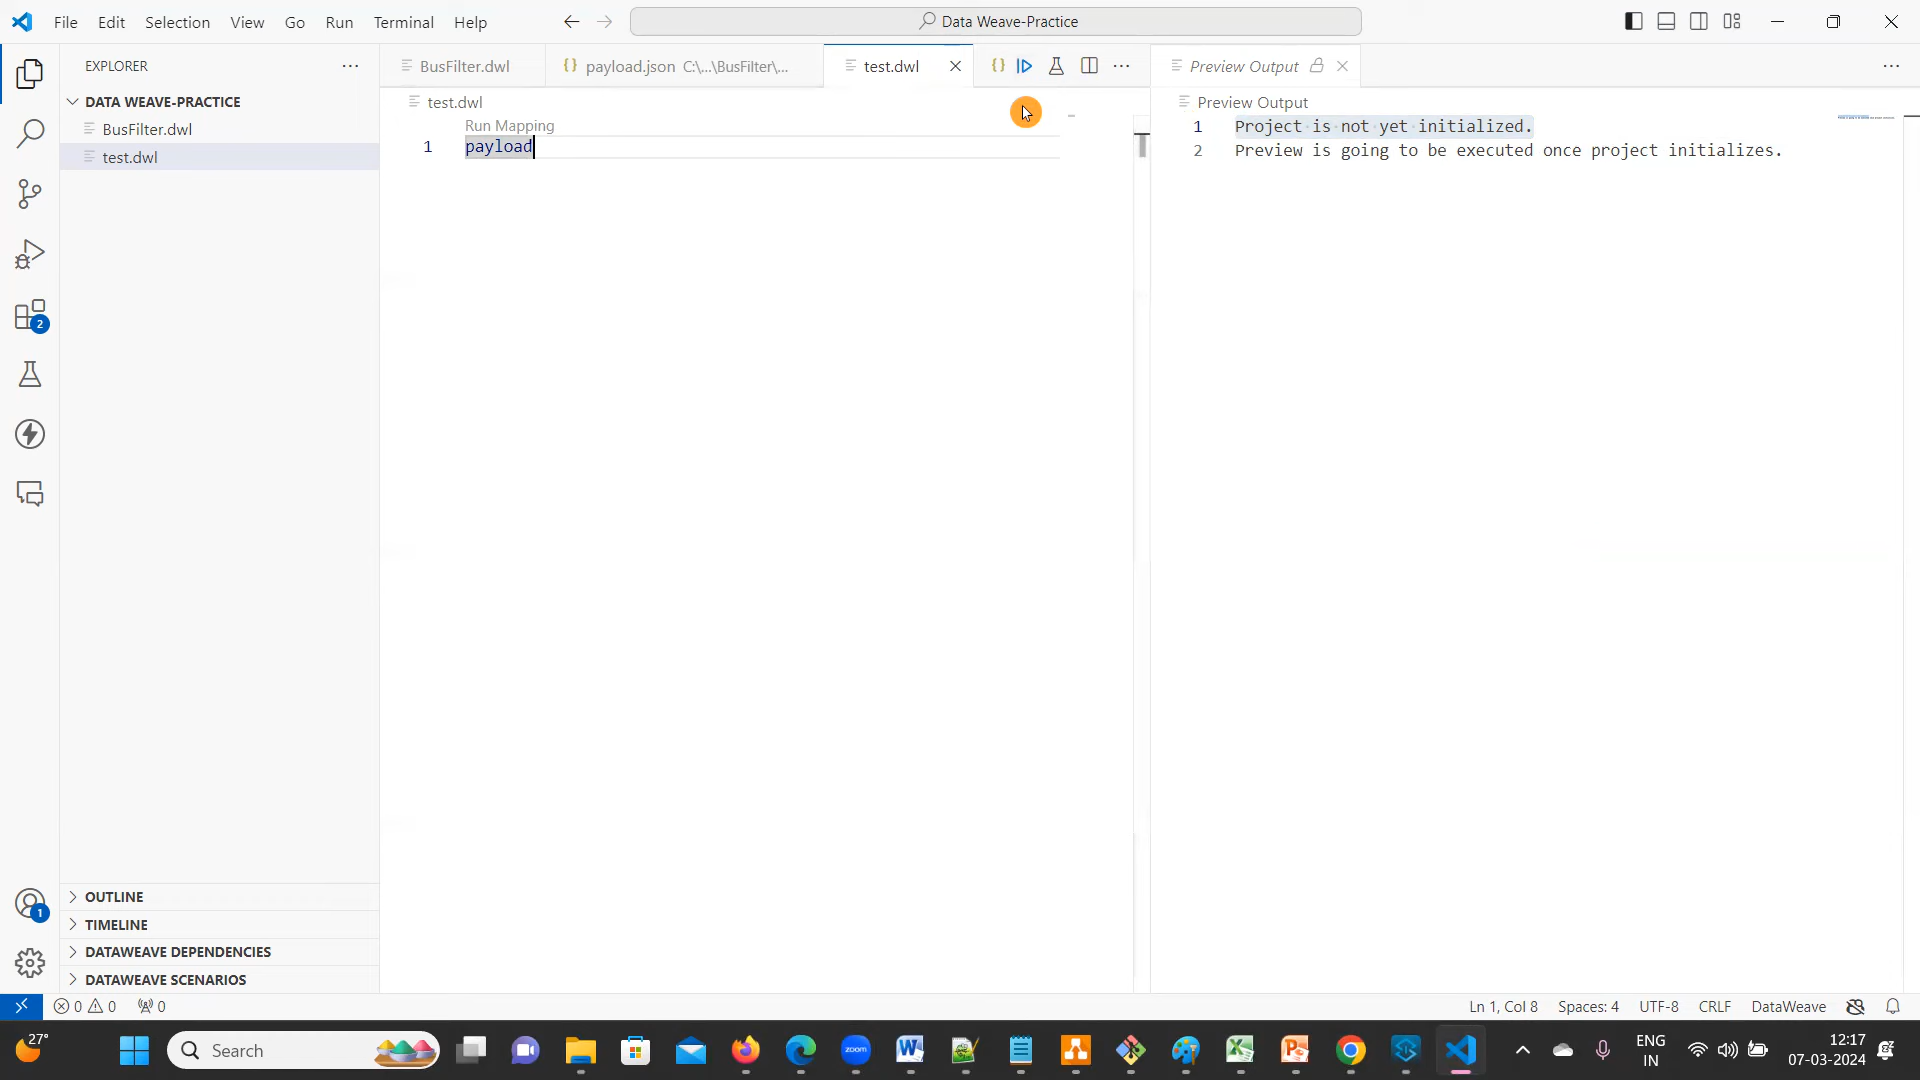 File Edit Selection View Go Run Terminal Help
Data Weave-Practice
EXPLORER
DATA WEAVE-PRACTICE
BusFilter.dwl
test.dwl
BusFilter.dwl
{} payload.json C:\...\BusFilter\...
test.dwl
{}
test.dwl
Run Mapping
1 payload
Preview Output
Preview Output
1 Project is not yet initialized.
2 Preview is going to be executed once project initializes.
2
1
OUTLINE
TIMELINE
DATAWEAVE DEPENDENCIES
DATAWEAVE SCENARIOS
0 0 0
Ln 1, Col 8 Spaces: 4 UTF-8 CRLF DataWeave
27°
Search
zoom
ENG
IN
12:17
07-03-2024